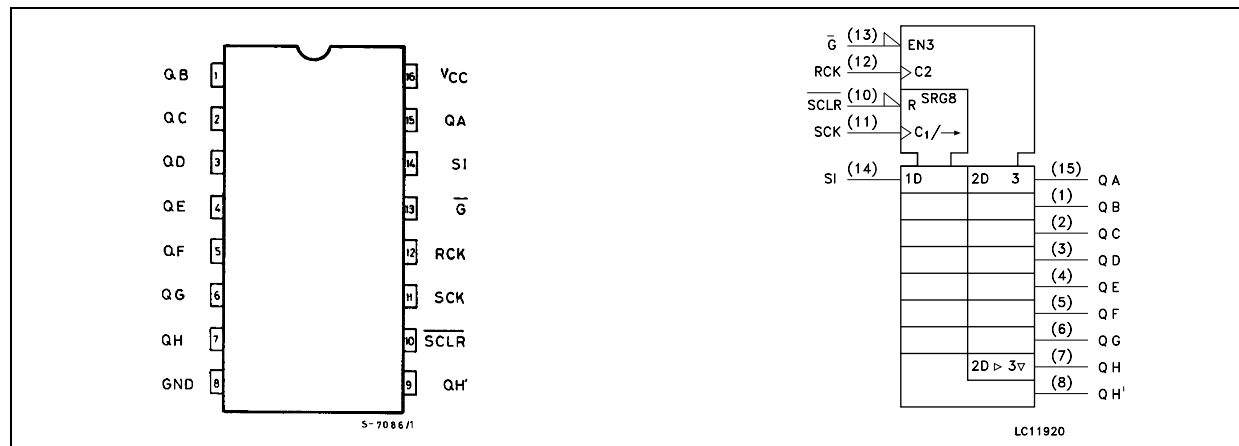 QB 1
QC 2
QD 3
QE 4
QF 5
QG 6
QH 7
GND 8
16 VCC
15 QA
14 SI
13 G̅
12 RCK
11 SCK
10 S̅C̅L̅R̅
9 QH'
S-7086/1
G̅ (13) EN3
RCK (12) C2
S̅C̅L̅R̅ (10) R SRG8
SCK (11) C1/→
SI (14) 1D 2D 3 (15) QA
(1) QB
(2) QC
(3) QD
(4) QE
(5) QF
(6) QG
2D ▷ 3▽ (7) QH
(8) QH'
LC11920